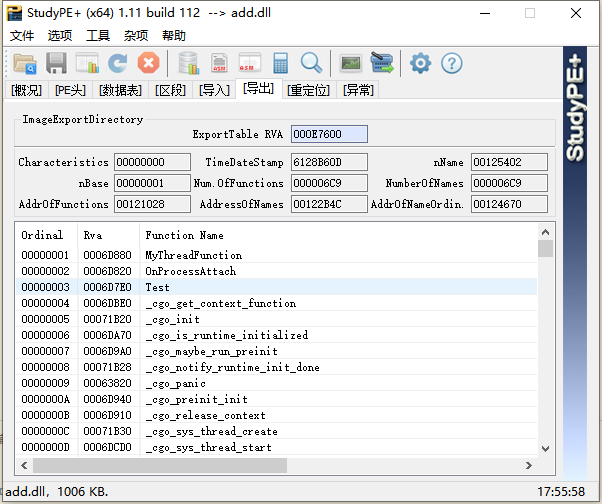 StudyPE+ (x64) 1.11 build 112 --> add.dll
文件 选项 工具 杂项 帮助
[概况] [PE头] [数据表] [区段] [导入] [导出] [重定位] [异常]
StudyPE+
ImageExportDirectory
ExportTable RVA 000E7600
Characteristics 00000000 TimeDateStamp 6128B60D nName 00125402
nBase 00000001 Num.OfFunctions 000006C9 NumberOfNames 000006C9
AddrOfFunctions 00121028 AddressOfNames 00122B4C AddrOfNameOrdin. 00124670
Ordinal Rva Function Name
00000001 0006D880 MyThreadFunction
00000002 0006D820 OnProcessAttach
00000003 0006D7E0 Test
00000004 0006DBE0 _cgo_get_context_function
00000005 00071B20 _cgo_init
00000006 0006DA70 _cgo_is_runtime_initialized
00000007 0006D9A0 _cgo_maybe_run_preinit
00000008 00071B28 _cgo_notify_runtime_init_done
00000009 00063820 _cgo_panic
0000000A 0006D940 _cgo_preinit_init
0000000B 0006D910 _cgo_release_context
0000000C 00071B30 _cgo_sys_thread_create
0000000D 0006DCD0 _cgo_sys_thread_start
add.dll, 1006 KB. 17:55:58